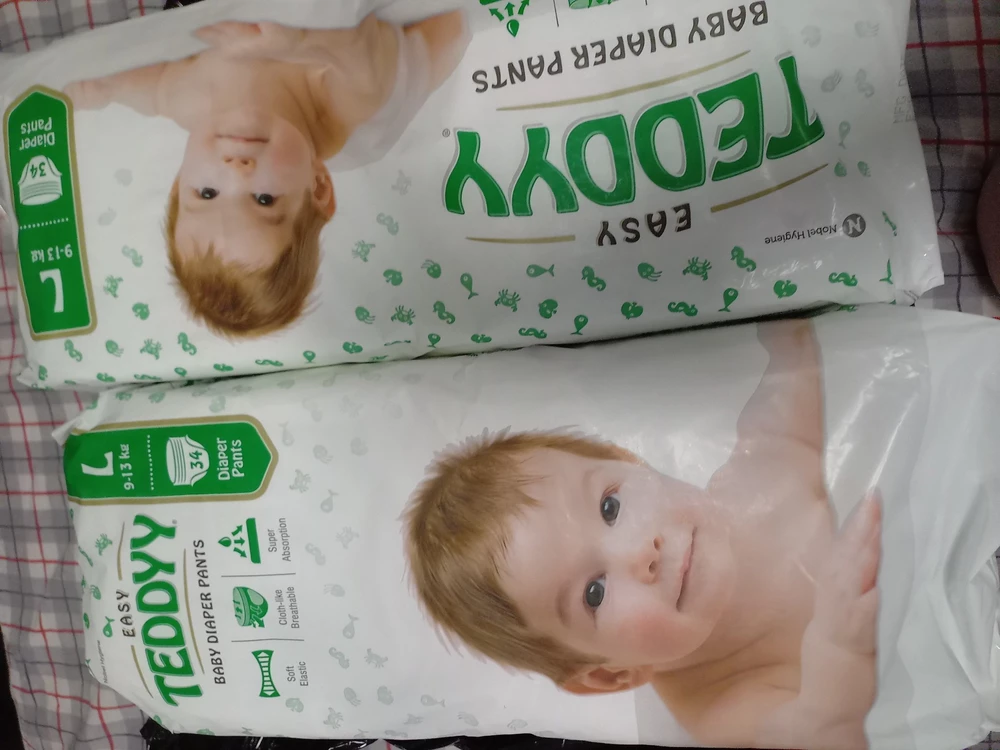 N Nobel Hygiene
EASY
TEDDYY®
BABY DIAPER PANTS
L
9-13 kg
34
Diaper
Pants
L
9-13 kg
34
Diaper
Pants
EASY
TEDDYY
BABY DIAPER PANTS
Soft
Elastic
Cloth-like
Breathable
Super
Absorption